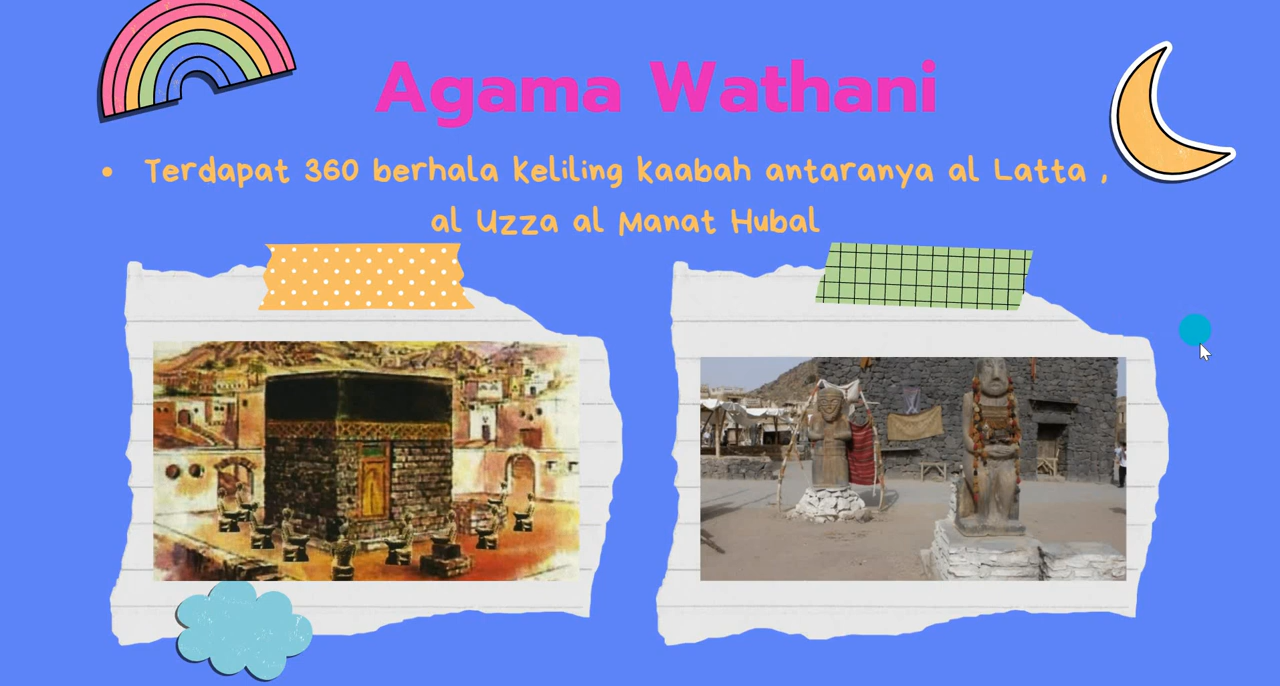 Agama Wathani
• Terdapat 360 berhala keliling kaabah antaranya al Latta ,
al Uzza al Manat Hubal